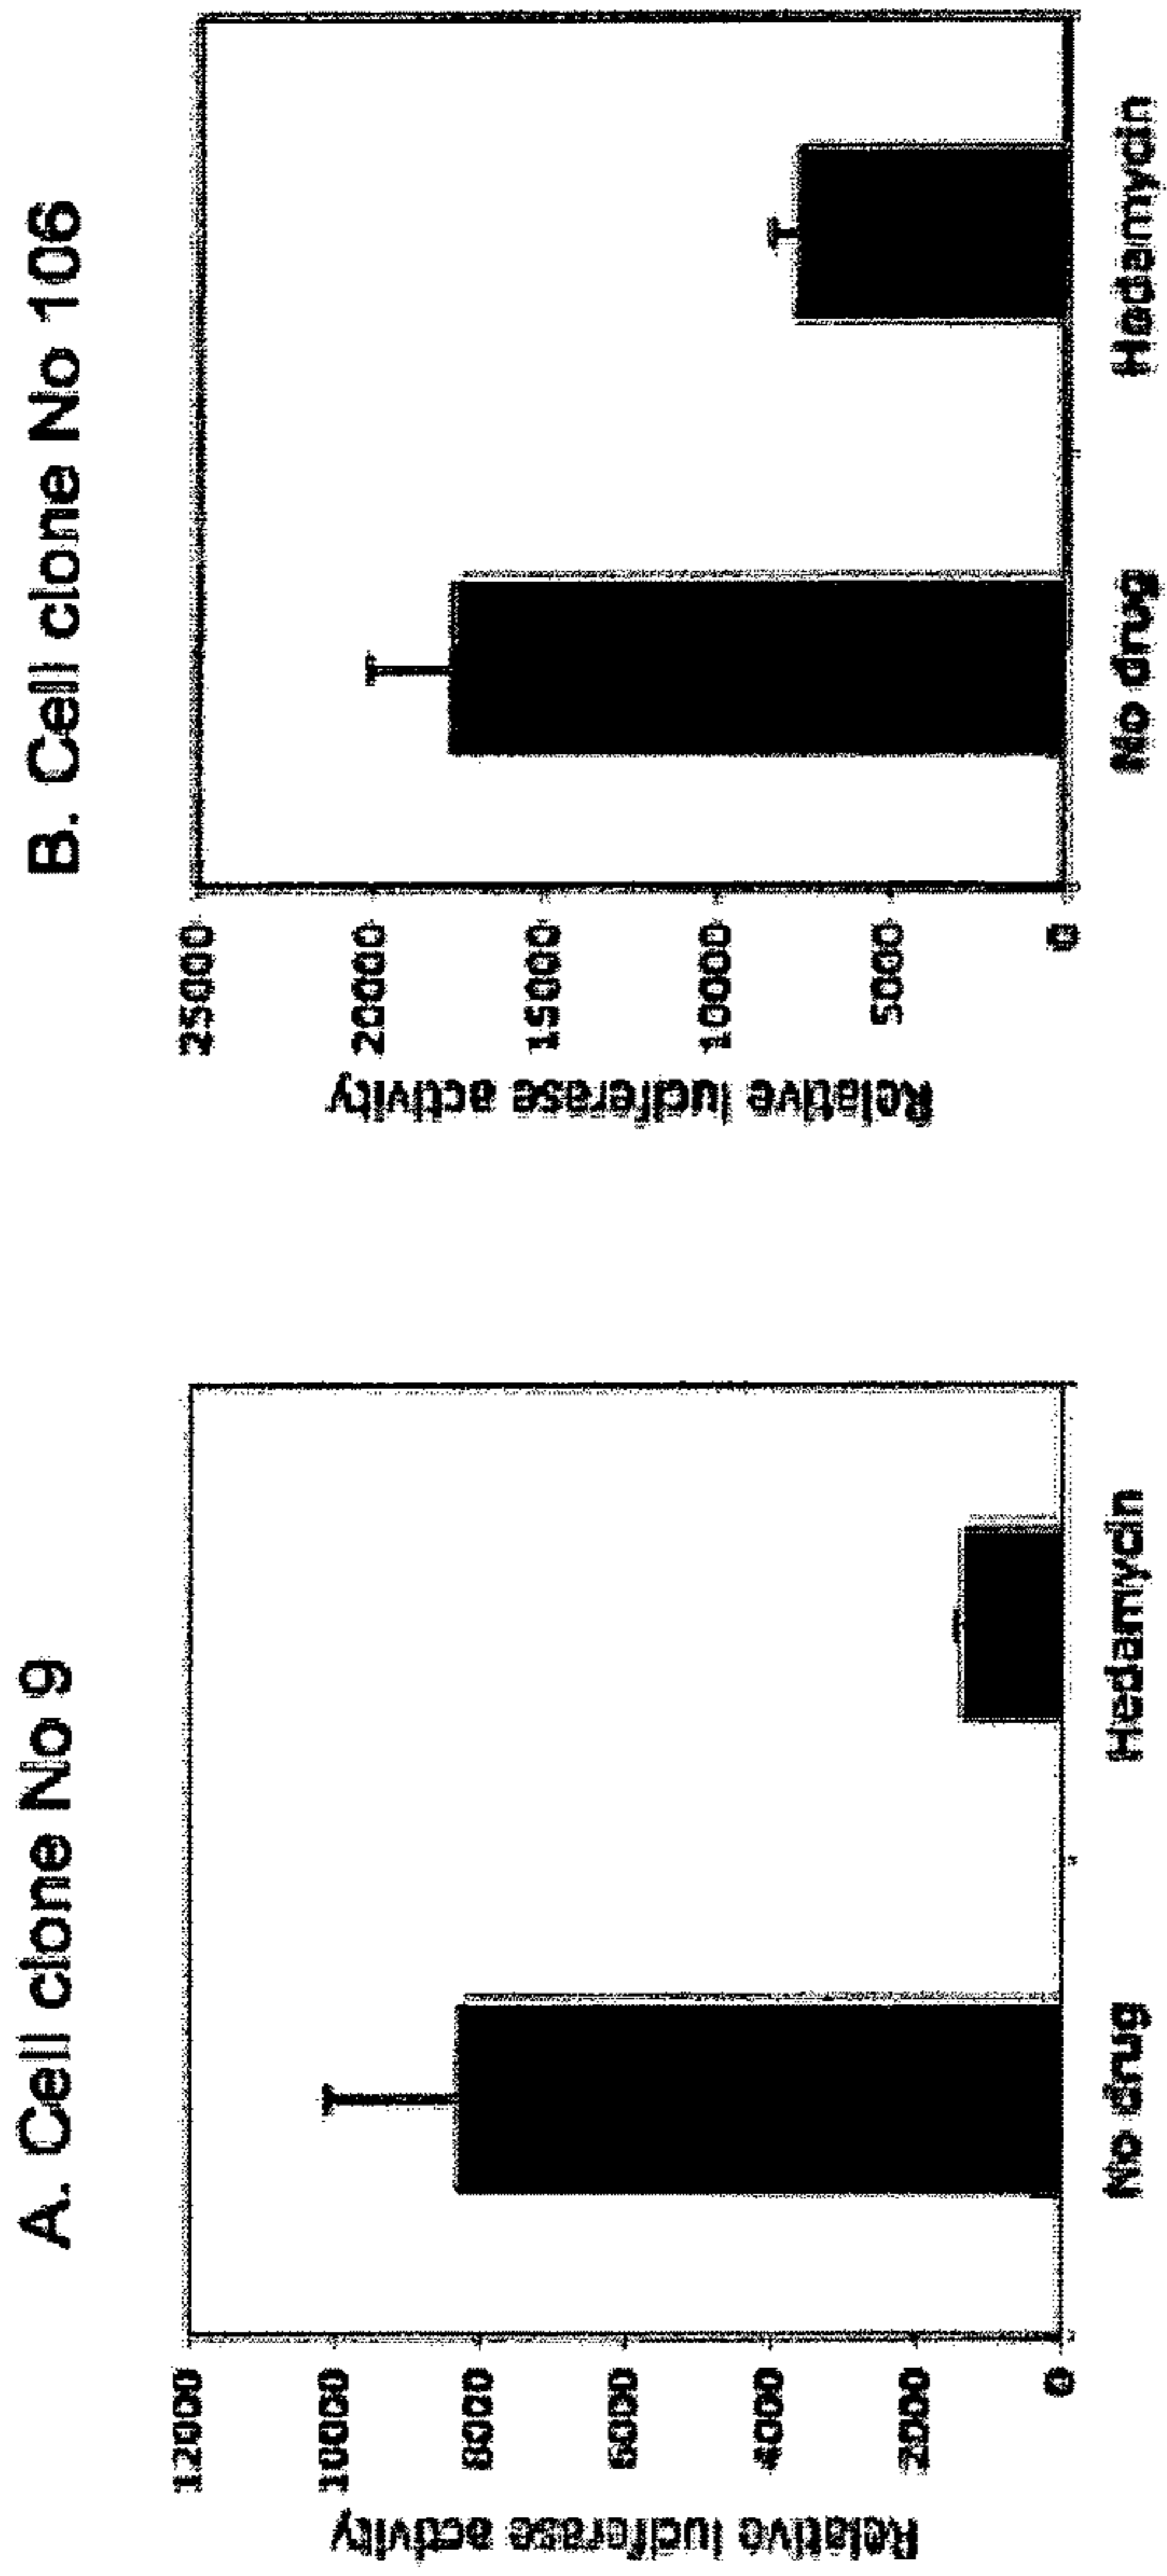 A. Cell clone No 9
Relative luciferase activity
12000
10000
8000
6000
4000
2000
0
No drug
Hedamycin
B. Cell clone No 106
Relative luciferase activity
25000
20000
15000
10000
5000
0
No drug
Hedamycin